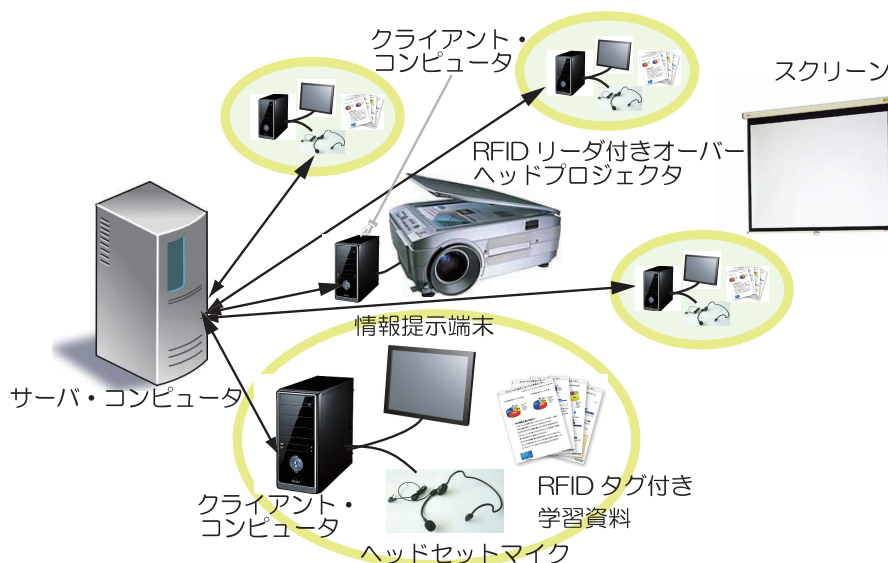 クライアント・
コンピュータ
スクリーン
RFID リーダ付きオーバー
ヘッドプロジェクタ
情報提示端末
サーバ・コンピュータ
クライアント・
コンピュータ
RFID タグ付き
学習資料
ヘッドセットマイク